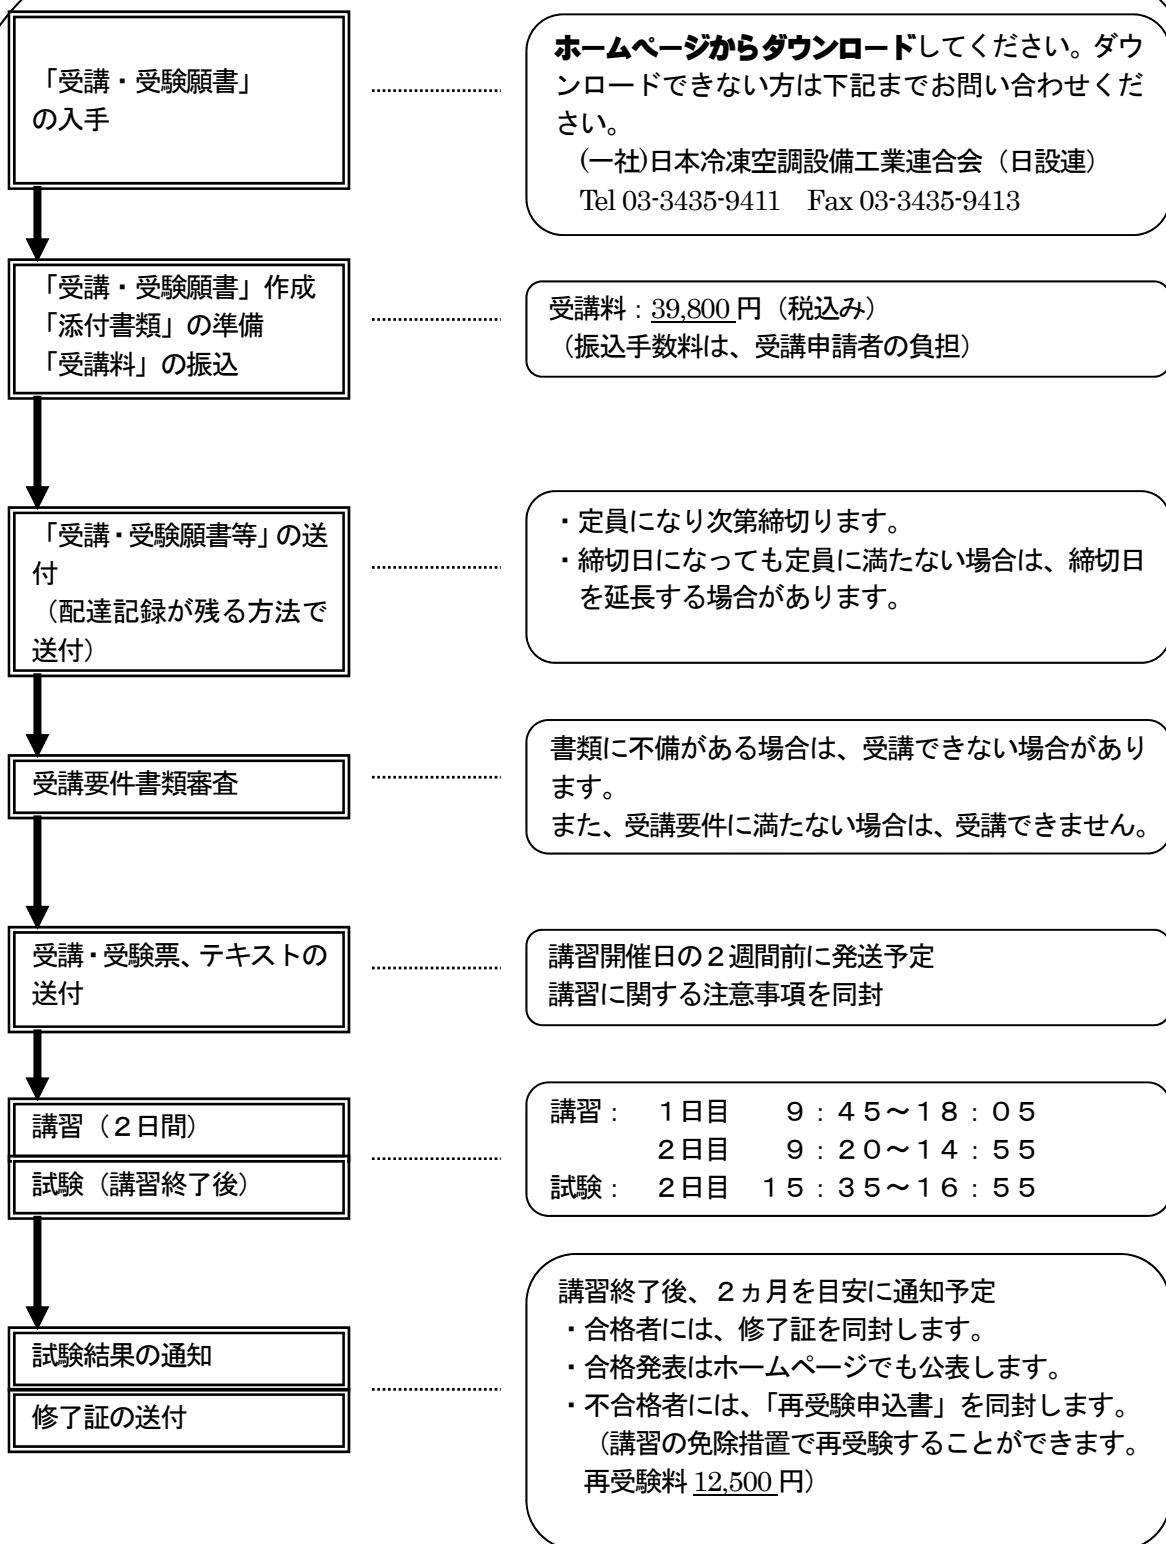 「受講・受験願書」
の入手
ホームページからダウンロードしてください。ダウ
ンロードできない方は下記までお問い合わせくだ
さい。
(一社)日本冷凍空調設備工業連合会（日設連）
Tel 03-3435-9411　Fax 03-3435-9413
「受講・受験願書」作成
「添付書類」の準備
「受講料」の振込
受講料：39,800 円（税込み）
（振込手数料は、受講申請者の負担）
「受講・受験願書等」の送
付
（配達記録が残る方法で
送付）
・定員になり次第締切ります。
・締切日になっても定員に満たない場合は、締切日
を延長する場合があります。
受講要件書類審査
書類に不備がある場合は、受講できない場合があり
ます。
また、受講要件に満たない場合は、受講できません。
受講・受験票、テキストの
送付
講習開催日の２週間前に発送予定
講習に関する注意事項を同封
講習（２日間）
試験（講習終了後）
講習：　１日目　　９：４５～１８：０５
２日目　　９：２０～１４：５５
試験：　２日目　１５：３５～１６：５５
試験結果の通知
修了証の送付
講習終了後、２ヵ月を目安に通知予定
・合格者には、修了証を同封します。
・合格発表はホームページでも公表します。
・不合格者には、「再受験申込書」を同封します。
（講習の免除措置で再受験することができます。
再受験料 12,500 円）